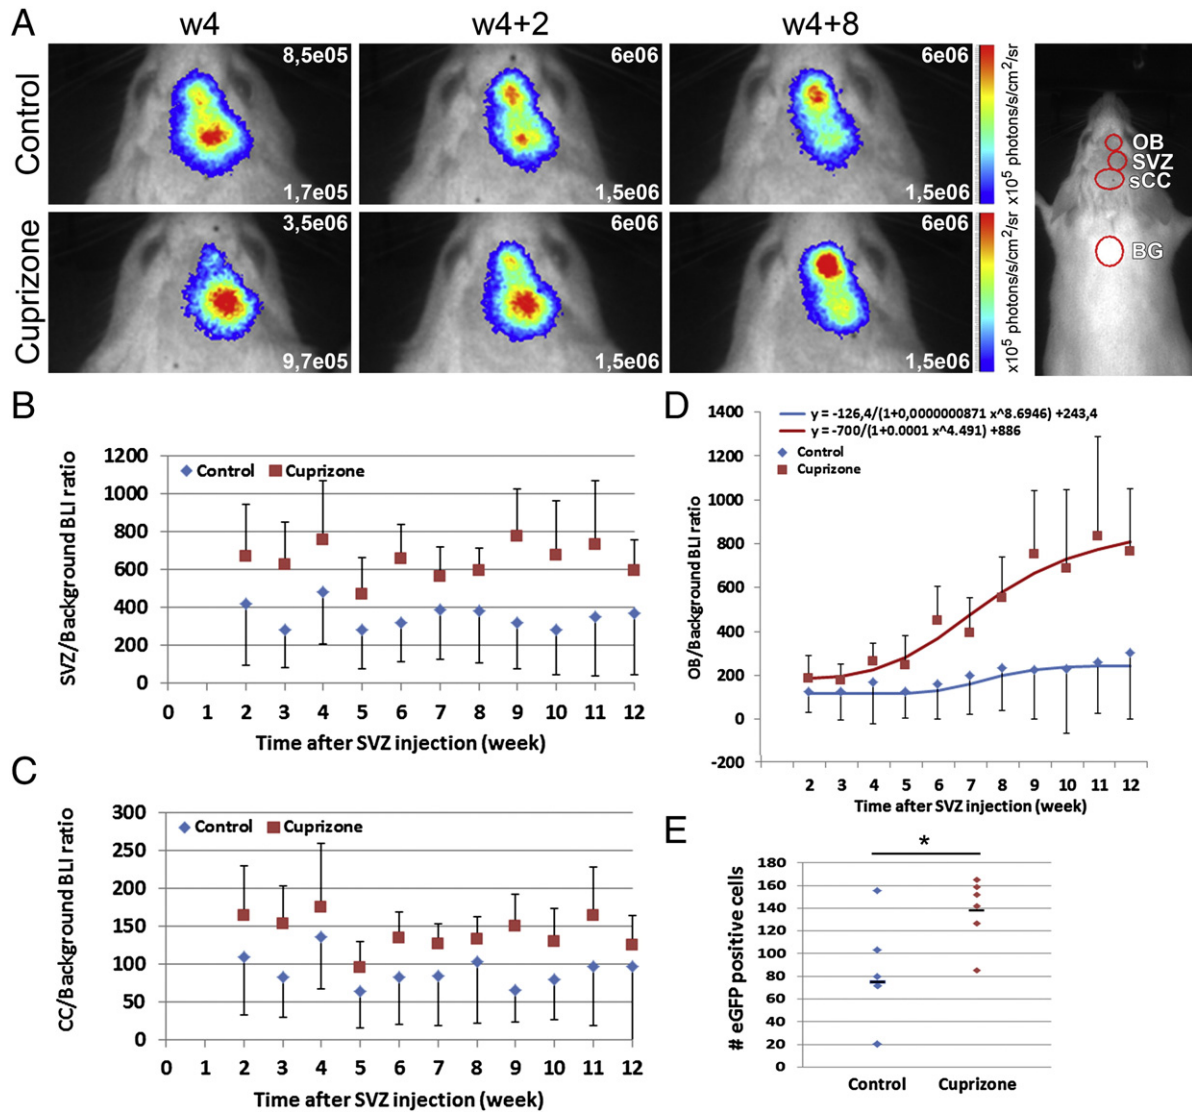 A
w4
w4+2
w4+8
Control
8,5e05
1,7e05
6e06
1,5e06
6e06
1,5e06
x10⁵ photons/s/cm²/sr
OB
SVZ
sCC
BG
Cuprizone
3,5e06
9,7e05
6e06
1,5e06
6e06
1,5e06
x10⁵ photons/s/cm²/sr
B
SVZ/Background BLI ratio
Control Cuprizone
1200
1000
800
600
400
200
0
0 1 2 3 4 5 6 7 8 9 10 11 12
Time after SVZ injection (week)
C
CC/Background BLI ratio
Control Cuprizone
300
250
200
150
100
50
0
0 1 2 3 4 5 6 7 8 9 10 11 12
Time after SVZ injection (week)
D
OB/Background BLI ratio
y = -126,4/(1+0,0000000871 x^8.6946) +243,4
y = -700/(1+0.0001 x^4.491) +886
Control
Cuprizone
1400
1200
1000
800
600
400
200
0
-200
2 3 4 5 6 7 8 9 10 11 12
Time after SVZ injection (week)
E
# eGFP positive cells
*
180
160
140
120
100
80
60
40
20
0
Control Cuprizone